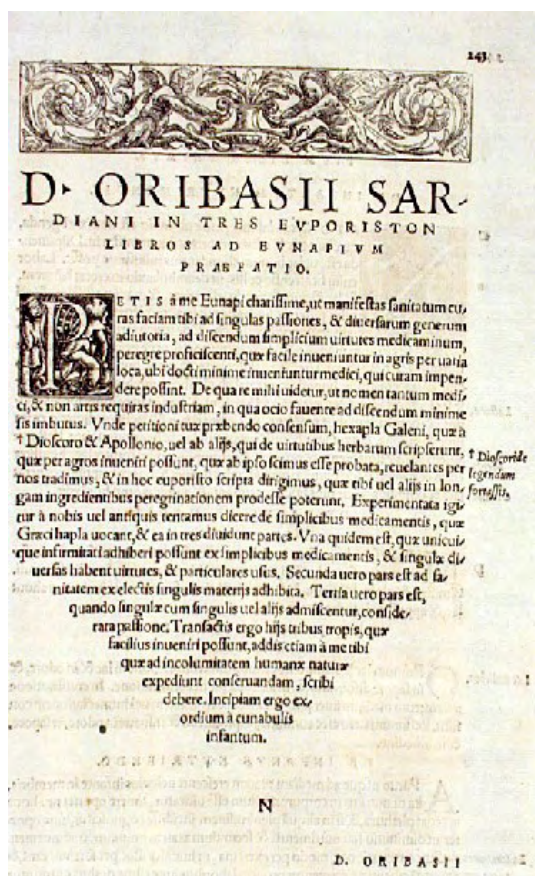 243
D. ORIBASII SAR-
DIANI IN TRES EVPORISTON
LIBROS AD EVNAPIVM
PRÆFATIO.
PETIS à me Eunapi charissime, ut manifestas sanitatum cu-
ras faciam tibi ad singulas passiones, & diuersarum generum
adiutoria, ad discendum simplicium uirtutes medicaminum,
peregre proficiscenti, quæ facile inueniuntur in agris per uaria
loca, ubi docti minime inueniuntur medici, qui curam impen-
dere possint. De qua re mihi uidetur, ut nomen tantum medi-
ci, & non artis requiras industriam, in qua ocio fauente ad discendum minime
sis imbutus. Vnde petitioni tuæ præbendo consensum, hexapla Galeni, quæ à
† Dioscoro & Apollonio, uel ab alijs, qui de uirtutibus herbarum scripserunt,
quæ per agros inueniri possunt, quæ ab ipso scimus esse probata, reuelantes per
nos tradimus, & in hoc euporisto scripta dirigimus, quæ tibi uel alijs in lon-
gam ingredientibus peregrinationem prodesse poterunt. Experimentata igi-
tur à nobis uel antiquis tentamus dicere de simplicibus medicamentis, quæ
Græci hapla uocant, & ea in tres diuidunt partes. Vna quidem est, quæ unicui-
que infirmitati adhiberi possunt ex simplicibus medicamentis, & singulæ di-
uersas habent uirtutes, & particulares usus. Secunda uero pars est ad sa-
nitatem ex electis singulis materijs adhibita. Tertia uero pars est,
quando singulæ cum singulis uel alijs admiscentur, conside-
rata passione. Transactis ergo hijs tribus tropis, quæ
facilius inueniri possunt, addis etiam à me tibi
quæ ad incolumitatem humanæ naturæ
expediunt conseruandam, scribi
debere. Incipiam ergo ex-
ordium à cunabulis
infantum.
† Dioscoride
legendum
fortassis.
N
D. ORIBASII